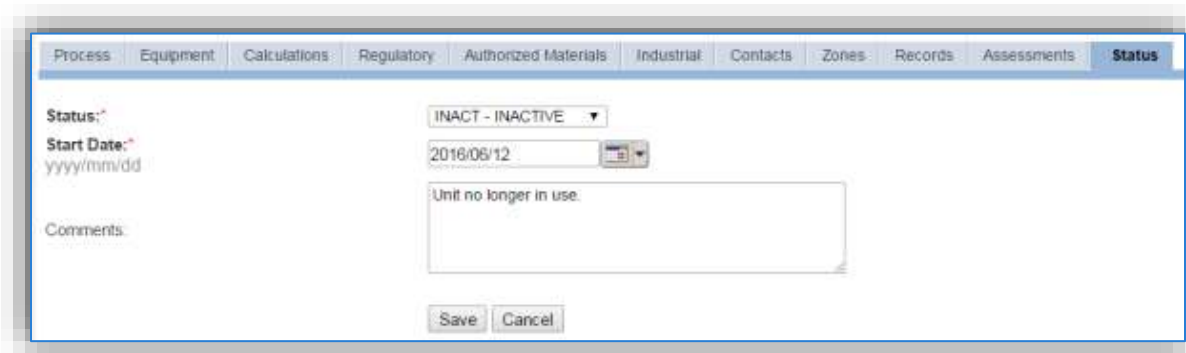 Process Equipment Calculations Regulatory Authorized Materials Industrial Contacts Zones Records Assessments Status
Status:* INACT - INACTIVE
Start Date:* 2016/06/12
yyyy/mm/dd
Unit no longer in use.
Comments:
Save Cancel